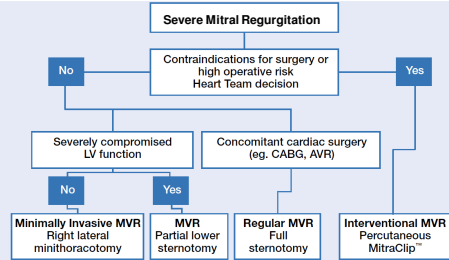 Severe Mitral Regurgitation
Contraindications for surgery or
high operative risk
Heart Team decision
No
Yes
Severely compromised
LV function
Concomitant cardiac surgery
(eg. CABG, AVR)
No
Yes
Minimally Invasive MVR
Right lateral
minithoracotomy
MVR
Partial lower
sternotomy
Regular MVR
Full
sternotomy
Interventional MVR
Percutaneous
MitraClip™